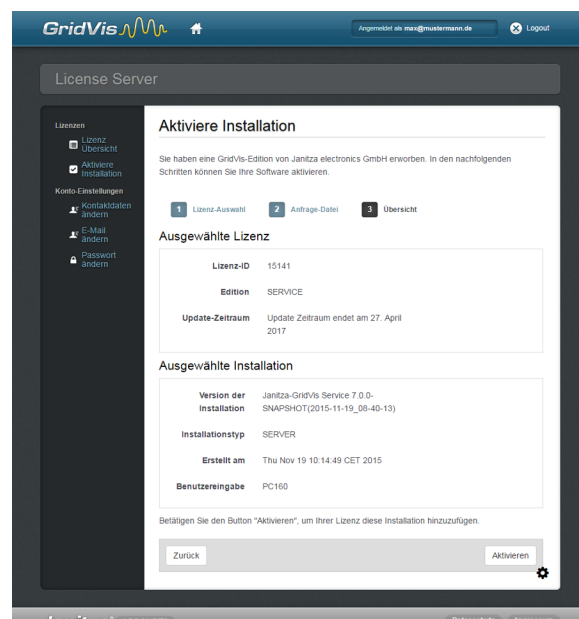 GridVis
Angemeldet als max@mustermann.de
Logout
License Server
Lizenzen
Lizenz
Übersicht
Aktiviere
Installation
Konto-Einstellungen
Kontaktdaten
ändern
E-Mail
ändern
Passwort
ändern
Aktiviere Installation
Sie haben eine GridVis-Edition von Janitza electronics GmbH erworben. In den nachfolgenden
Schritten können Sie Ihre Software aktivieren.
1 Lizenz-Auswahl 2 Anfrage-Datei 3 Übersicht
Ausgewählte Lizenz
Lizenz-ID 15141
Edition SERVICE
Update-Zeitraum Update Zeitraum endet am 27. April
2017
Ausgewählte Installation
Version der Janitza-GridVis Service 7.0.0-
Installation SNAPSHOT(2015-11-19_08-40-13)
Installationstyp SERVER
Erstellt am Thu Nov 19 10:14:49 CET 2015
Benutzereingabe PC160
Betätigen Sie den Button "Aktivieren", um Ihrer Lizenz diese Installation hinzuzufügen.
Zurück Aktivieren